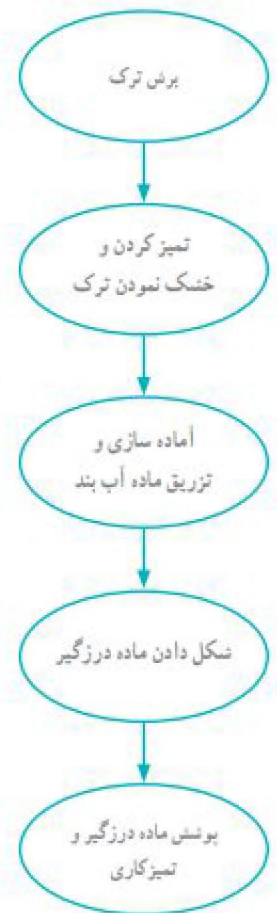 برش ترک
تمیز کردن و
خشک نمودن ترک
آماده سازی و
تزریق ماده آب بند
شکل دادن ماده درزگیر
پوشش ماده درزگیر و
تمیزکاری